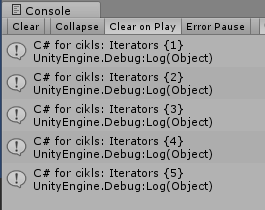 Console
Clear Collapse Clear on Play Error Pause
C# for cikls: Iterators {1}
UnityEngine.Debug:Log(Object)
C# for cikls: Iterators {2}
UnityEngine.Debug:Log(Object)
C# for cikls: Iterators {3}
UnityEngine.Debug:Log(Object)
C# for cikls: Iterators {4}
UnityEngine.Debug:Log(Object)
C# for cikls: Iterators {5}
UnityEngine.Debug:Log(Object)